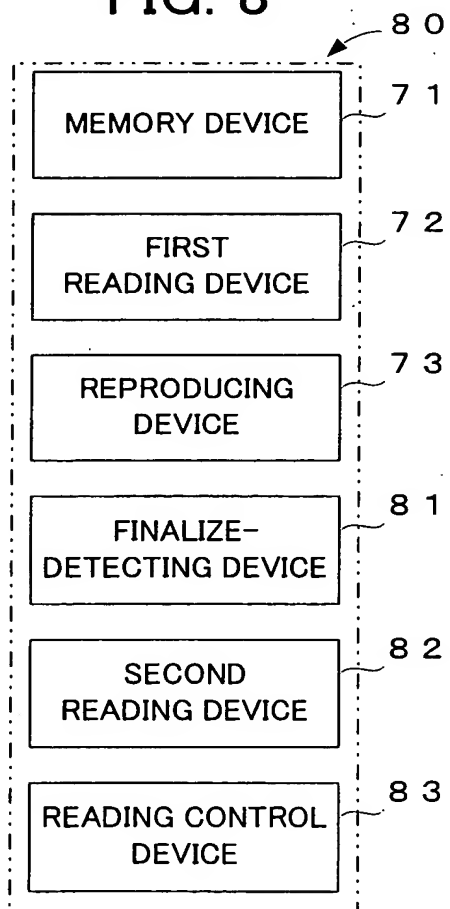 FIG. 8
80
MEMORY DEVICE
71
FIRST
READING DEVICE
72
REPRODUCING
DEVICE
73
FINALIZE-
DETECTING DEVICE
81
SECOND
READING DEVICE
82
READING CONTROL
DEVICE
83